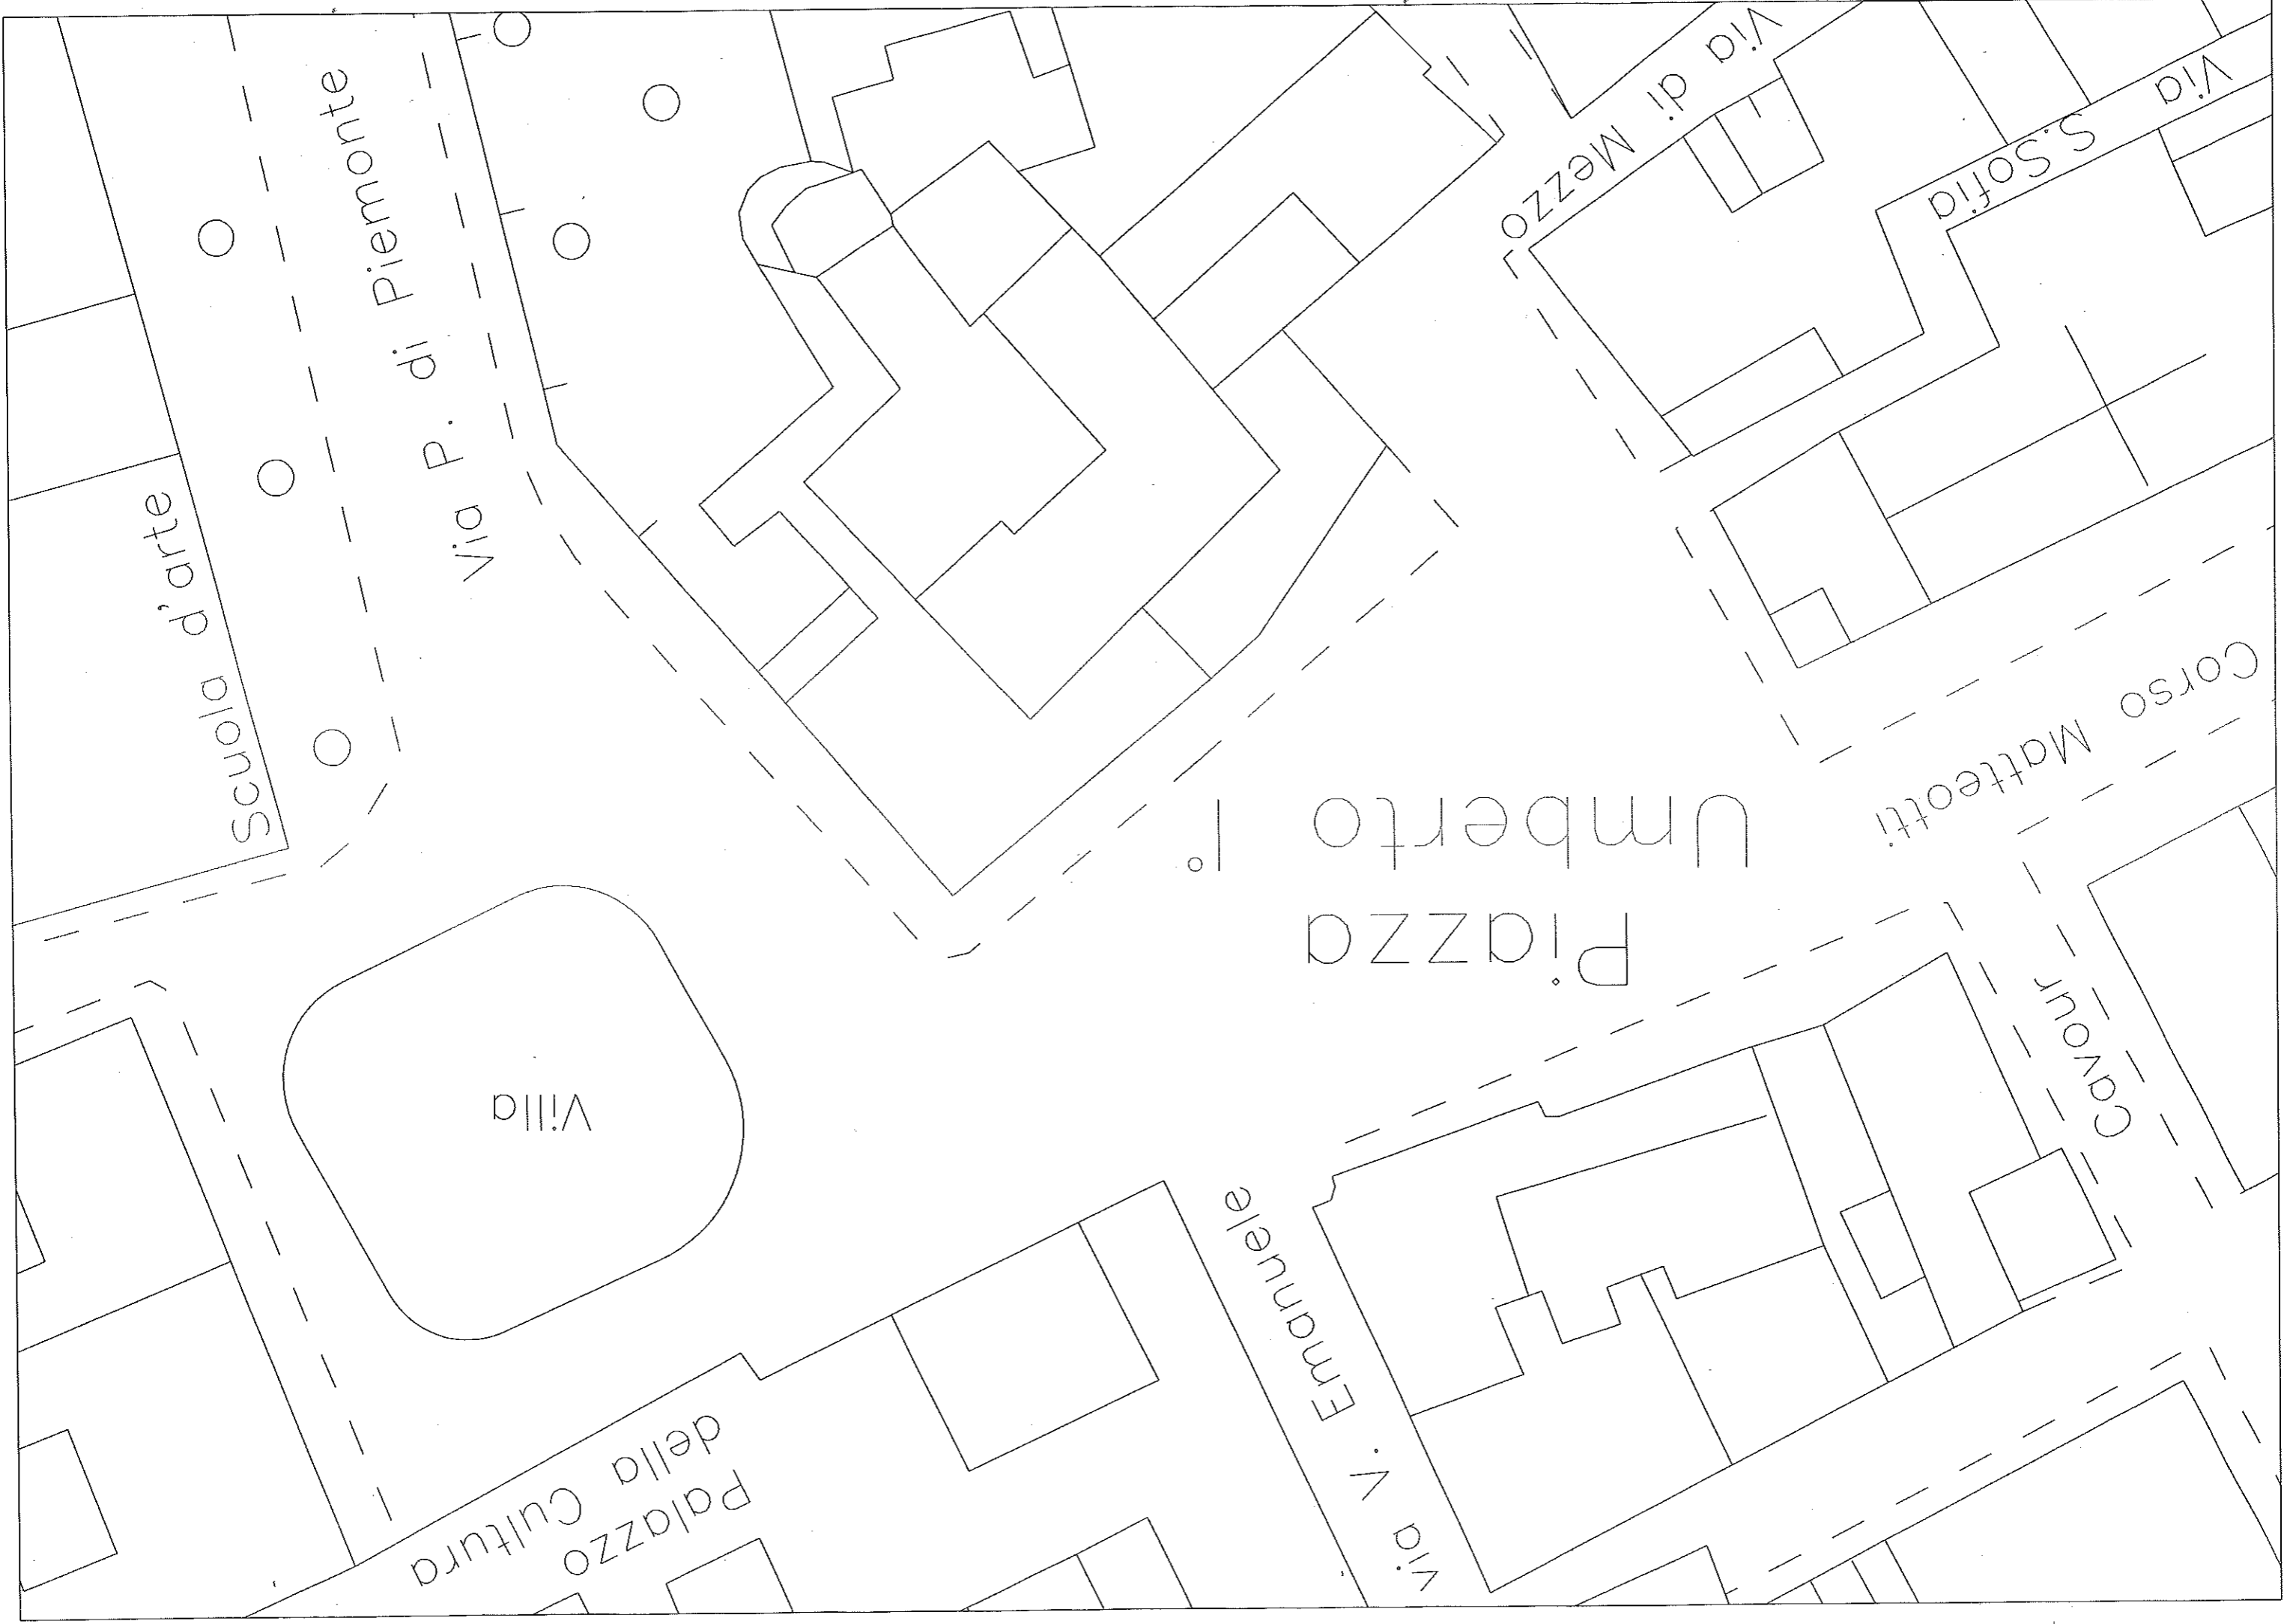 Via P. di Piemonte
Scuola d'arte
Via di Mezzo
Via S.Sofia
Corso Matteotti
Piazza
Umberto I°
Cavour
Villa
via V. Emanuele
Palazzo
della Cultura